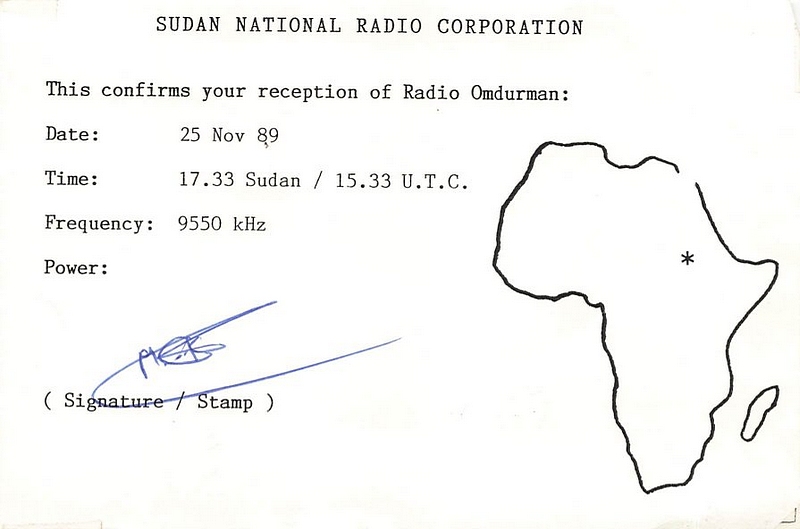 SUDAN NATIONAL RADIO CORPORATION
This confirms your reception of Radio Omdurman:
Date: 25 Nov 89
Time: 17.33 Sudan / 15.33 U.T.C.
Frequency: 9550 kHz
Power:
( Signature / Stamp )
*